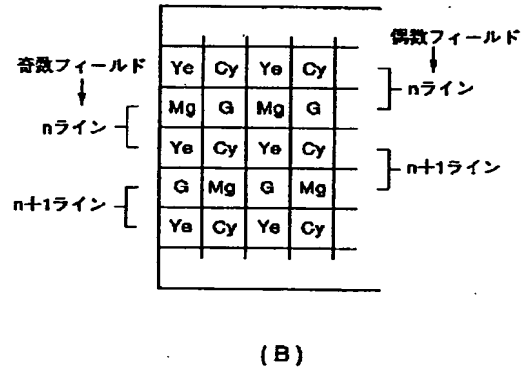 偶数フィールド
奇数フィールド
Ye Cy Ye Cy
nライン
Mg G Mg G
nライン
Ye Cy Ye Cy
n+1ライン
G Mg G Mg
n+1ライン
Ye Cy Ye Cy
(B)